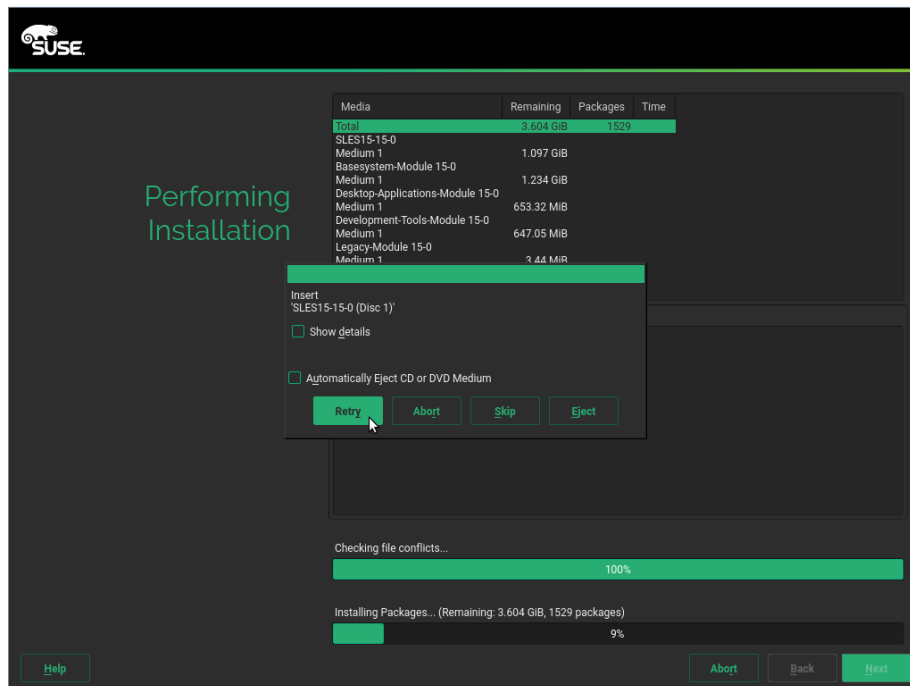 SUSE.
Media Remaining Packages Time
Total 3.604 GiB 1529
SLES15-15-0
Medium 1 1.097 GiB
Basesystem-Module 15-0
Medium 1 1.234 GiB
Desktop-Applications-Module 15-0
Medium 1 653.32 MiB
Development-Tools-Module 15-0
Medium 1 647.05 MiB
Legacy-Module 15-0
Medium 1 3.44 MiB
Performing
Installation
Insert
'SLES15-15-0 (Disc 1)'
Show details
Automatically Eject CD or DVD Medium
Retry Abort Skip Eject
Checking file conflicts...
100%
Installing Packages... (Remaining: 3.604 GiB, 1529 packages)
9%
Help Abort Back Next